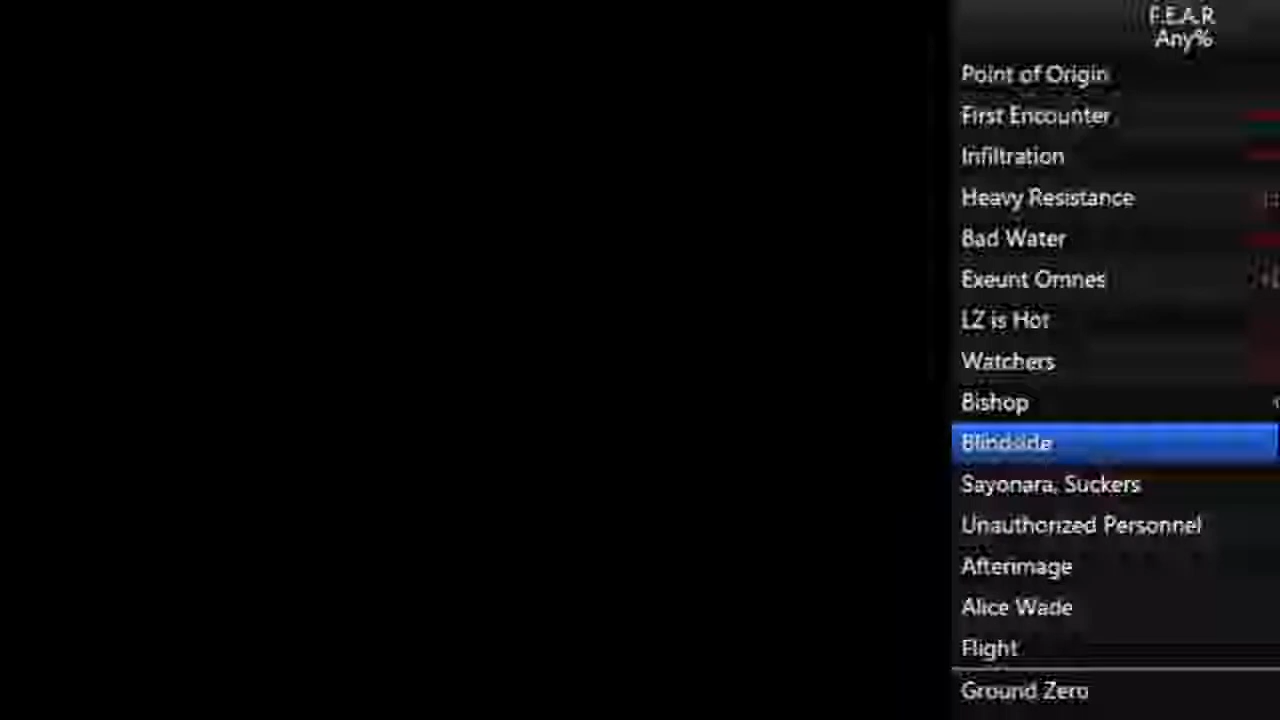 F.E.A.R
Any%
Point of Origin
First Encounter
Infiltration
Heavy Resistance
Bad Water
Exeunt Omnes
LZ is Hot
Watchers
Bishop
Blindside
Sayonara, Suckers
Unauthorized Personnel
Afterimage
Alice Wade
Flight
Ground Zero